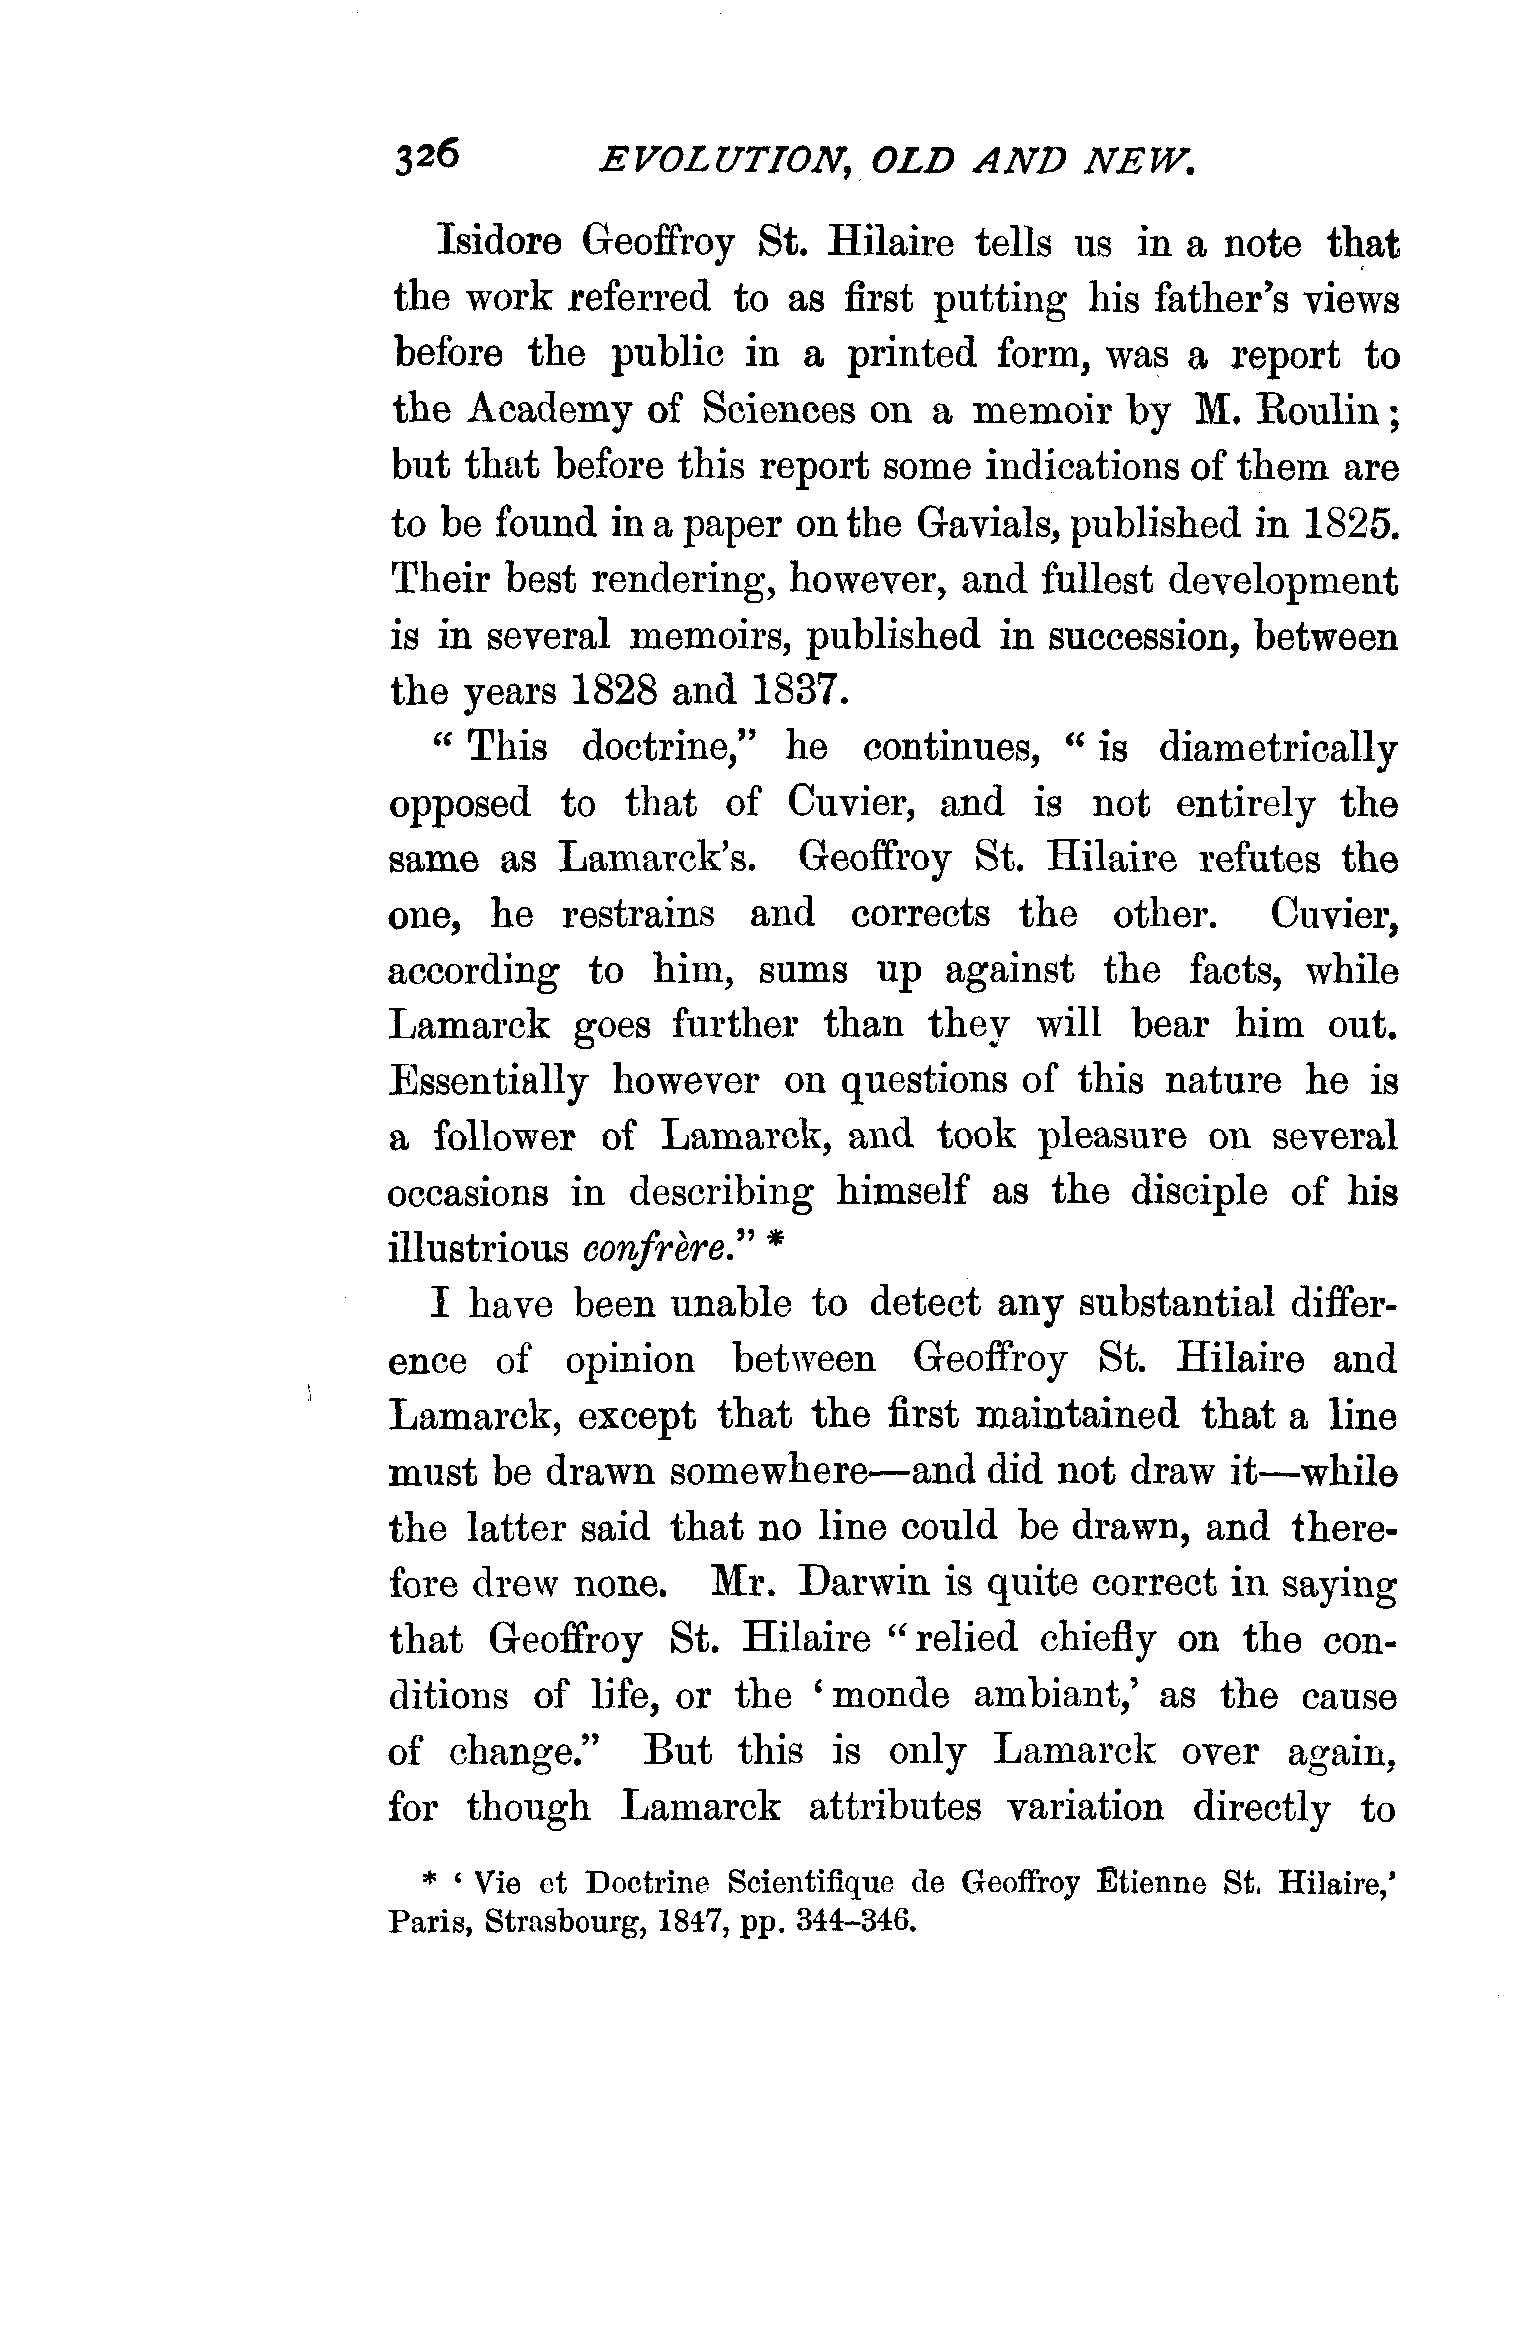 326 EVOLUTION, OLD AND NEW.
Isidore Geoffroy St. Hilaire tells us in a note that
the work referred to as first putting his father's views
before the public in a printed form, was a report to
the Academy of Sciences on a memoir by M. Roulin;
but that before this report some indications of them are
to be found in a paper on the Gavials, published in 1825.
Their best rendering, however, and fullest development
is in several memoirs, published in succession, between
the years 1828 and 1837.
“ This doctrine,” he continues, “ is diametrically
opposed to that of Cuvier, and is not entirely the
same as Lamarck's. Geoffroy St. Hilaire refutes the
one, he restrains and corrects the other. Cuvier,
according to him, sums up against the facts, while
Lamarck goes further than they will bear him out.
Essentially however on questions of this nature he is
a follower of Lamarck, and took pleasure on several
occasions in describing himself as the disciple of his
illustrious confrère.” *
I have been unable to detect any substantial differ-
ence of opinion between Geoffroy St. Hilaire and
Lamarck, except that the first maintained that a line
must be drawn somewhere—and did not draw it—while
the latter said that no line could be drawn, and there-
fore drew none. Mr. Darwin is quite correct in saying
that Geoffroy St. Hilaire “relied chiefly on the con-
ditions of life, or the ‘monde ambiant,’ as the cause
of change.” But this is only Lamarck over again,
for though Lamarck attributes variation directly to
* ‘ Vie et Doctrine Scientifique de Geoffroy Étienne St. Hilaire,’
Paris, Strasbourg, 1847, pp. 344–346.